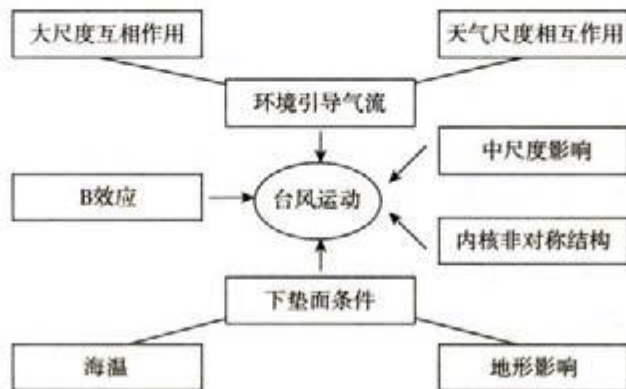 大尺度互相作用
天气尺度相互作用
环境引导气流
中尺度影响
B效应
台风运动
内核非对称结构
下垫面条件
海温
地形影响